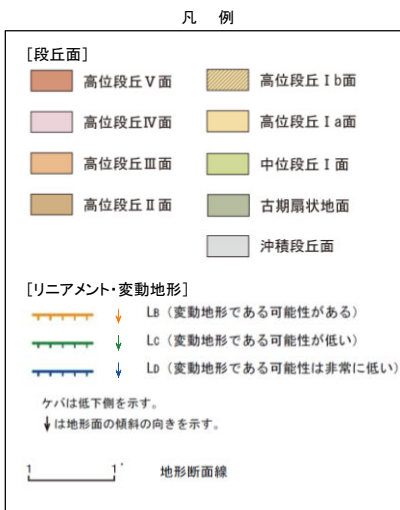 凡 例
[段丘面]
高位段丘Ⅴ面
高位段丘Ⅰb面
高位段丘Ⅳ面
高位段丘Ⅰa面
高位段丘Ⅲ面
中位段丘Ⅰ面
高位段丘Ⅱ面
古期扇状地面
沖積段丘面
[リニアメント・変動地形]
LB (変動地形である可能性がある)
LC (変動地形である可能性が低い)
LD (変動地形である可能性は非常に低い)
ケバは低下側を示す。
↓は地形面の傾斜の向きを示す。
1 1' 地形断面線